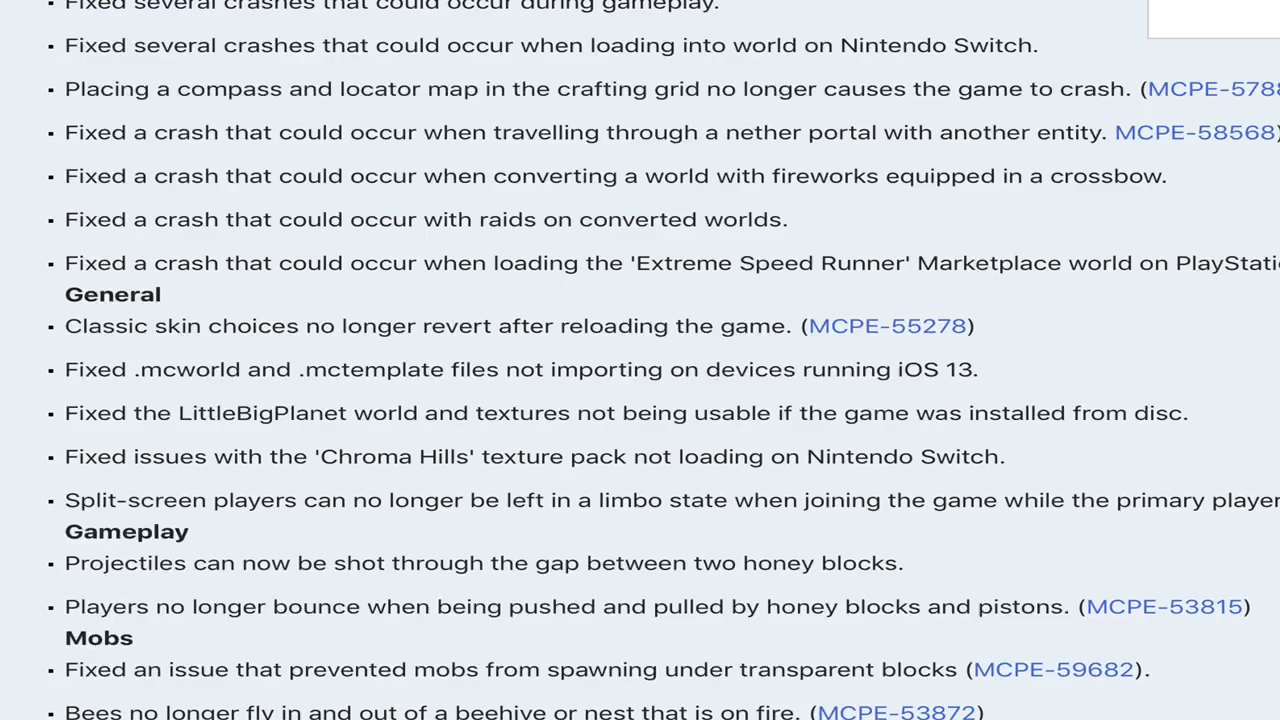 Fixed several crashes that could occur during gameplay.
Fixed several crashes that could occur when loading into world on Nintendo Switch.
Placing a compass and locator map in the crafting grid no longer causes the game to crash. (MCPE-578
Fixed a crash that could occur when travelling through a nether portal with another entity. MCPE-58568)
Fixed a crash that could occur when converting a world with fireworks equipped in a crossbow.
Fixed a crash that could occur with raids on converted worlds.
Fixed a crash that could occur when loading the 'Extreme Speed Runner' Marketplace world on PlayStati
General
Classic skin choices no longer revert after reloading the game. (MCPE-55278)
Fixed .mcworld and .mctemplate files not importing on devices running iOS 13.
Fixed the LittleBigPlanet world and textures not being usable if the game was installed from disc.
Fixed issues with the 'Chroma Hills' texture pack not loading on Nintendo Switch.
Split-screen players can no longer be left in a limbo state when joining the game while the primary player
Gameplay
Projectiles can now be shot through the gap between two honey blocks.
Players no longer bounce when being pushed and pulled by honey blocks and pistons. (MCPE-53815)
Mobs
Fixed an issue that prevented mobs from spawning under transparent blocks (MCPE-59682).
Bees no longer fly in and out of a beehive or nest that is on fire. (MCPE-53872)